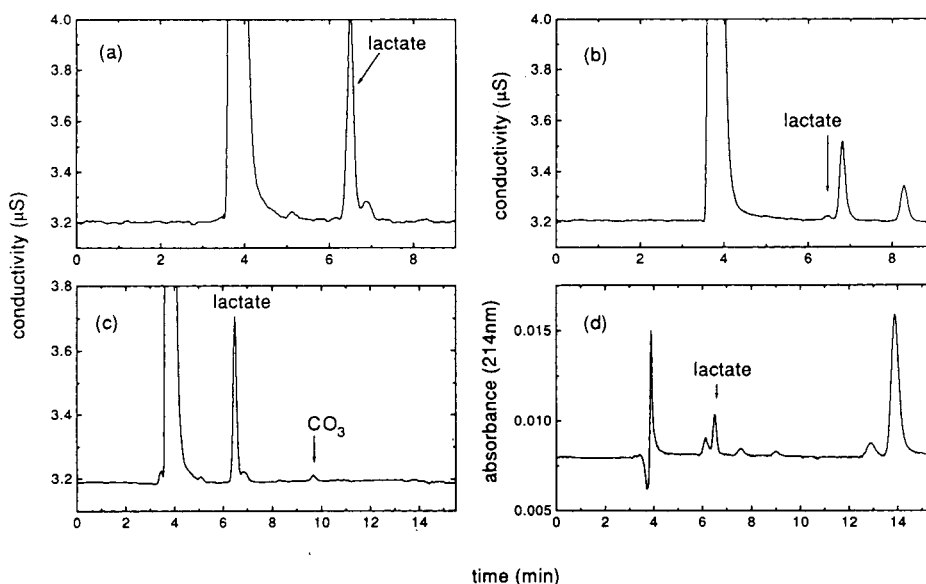 conductivity (μS)
(a)
lactate
4.0
3.8
3.6
3.4
3.2
0 2 4 6 8
conductivity (μS)
(b)
lactate
4.0
3.8
3.6
3.4
3.2
0 2 4 6 8
(c)
lactate
CO₃
3.8
3.6
3.4
3.2
0 2 4 6 8 10 12 14
absorbance (214nm)
(d)
lactate
0.015
0.010
0.005
0 2 4 6 8 10 12 14
time (min)